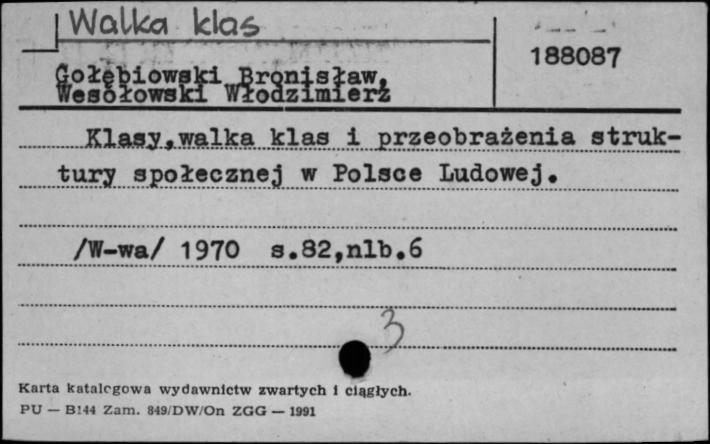 Walka klas
188087
Gołębiowski Bronisław,
Wesołowski Włodzimierz
Klasy,walka klas i przeobrażenia struk-
tury społecznej w Polsce Ludowej.
/W-wa/ 1970 s.82,nlb.6
3
Karta katalogowa wydawnictw zwartych i ciągłych.
PU — B144 Zam. 849/DW/On ZGG — 1991